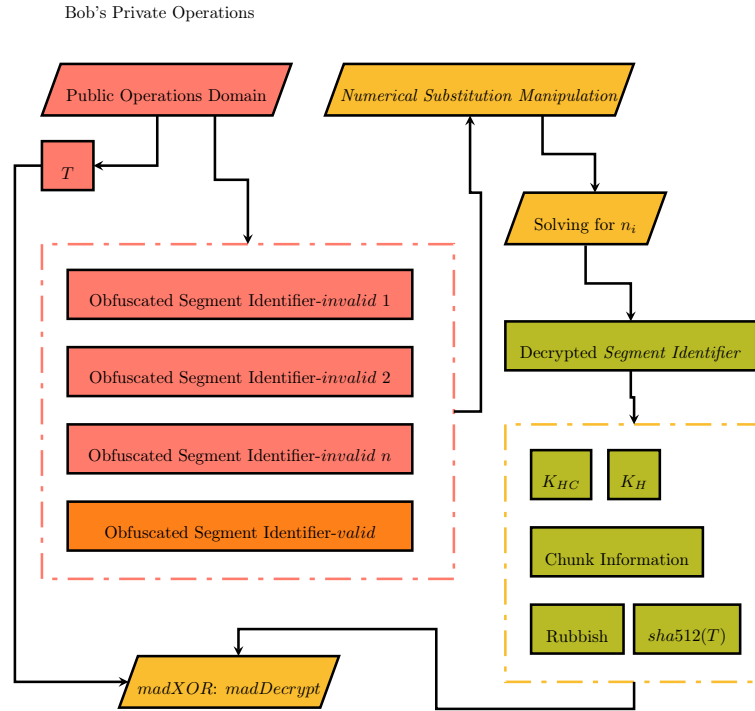 Bob's Private Operations
Public Operations Domain
Numerical Substitution Manipulation
T
Solving for n_i
Obfuscated Segment Identifier-invalid 1
Decrypted Segment Identifier
Obfuscated Segment Identifier-invalid 2
Obfuscated Segment Identifier-invalid n
K_{HC}
K_H
Obfuscated Segment Identifier-valid
Chunk Information
Rubbish
sha512(T)
madXOR: madDecrypt